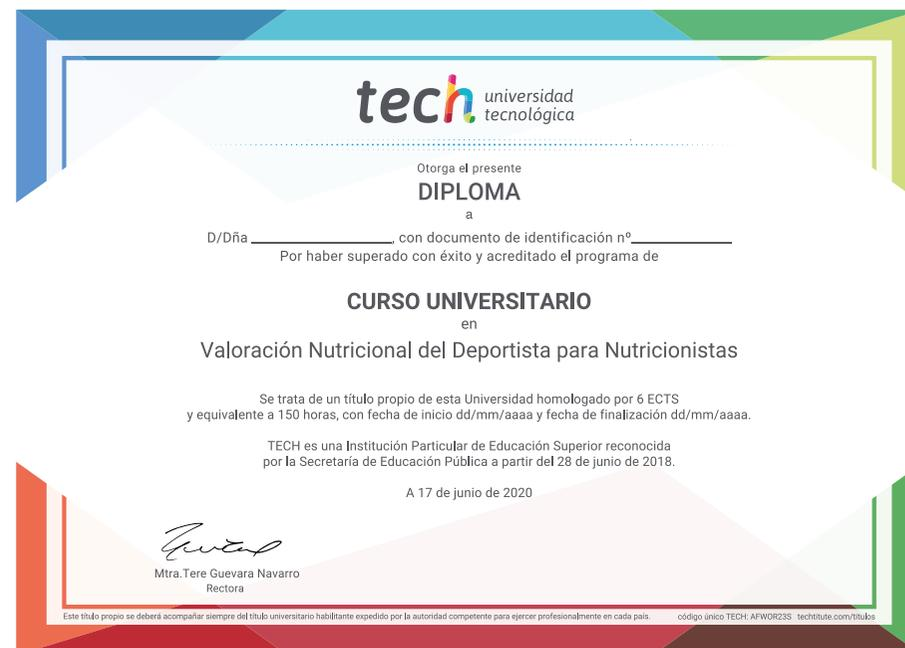 tech universidad
tecnológica
Otorga el presente
DIPLOMA
a
D/Dña ________________, con documento de identificación nº____________
Por haber superado con éxito y acreditado el programa de
CURSO UNIVERSITARIO
en
Valoración Nutricional del Deportista para Nutricionistas
Se trata de un título propio de esta Universidad homologado por 6 ECTS
y equivalente a 150 horas, con fecha de inicio dd/mm/aaaa y fecha de finalización dd/mm/aaaa.
TECH es una Institución Particular de Educación Superior reconocida
por la Secretaría de Educación Pública a partir del 28 de junio de 2018.
A 17 de junio de 2020
Mtra.Tere Guevara Navarro
Rectora
Este título propio se deberá acompañar siempre del título universitario habilitante expedido por la autoridad competente para ejercer profesionalmente en cada país. código único TECH: AFWOR23S techtitute.com/titulos